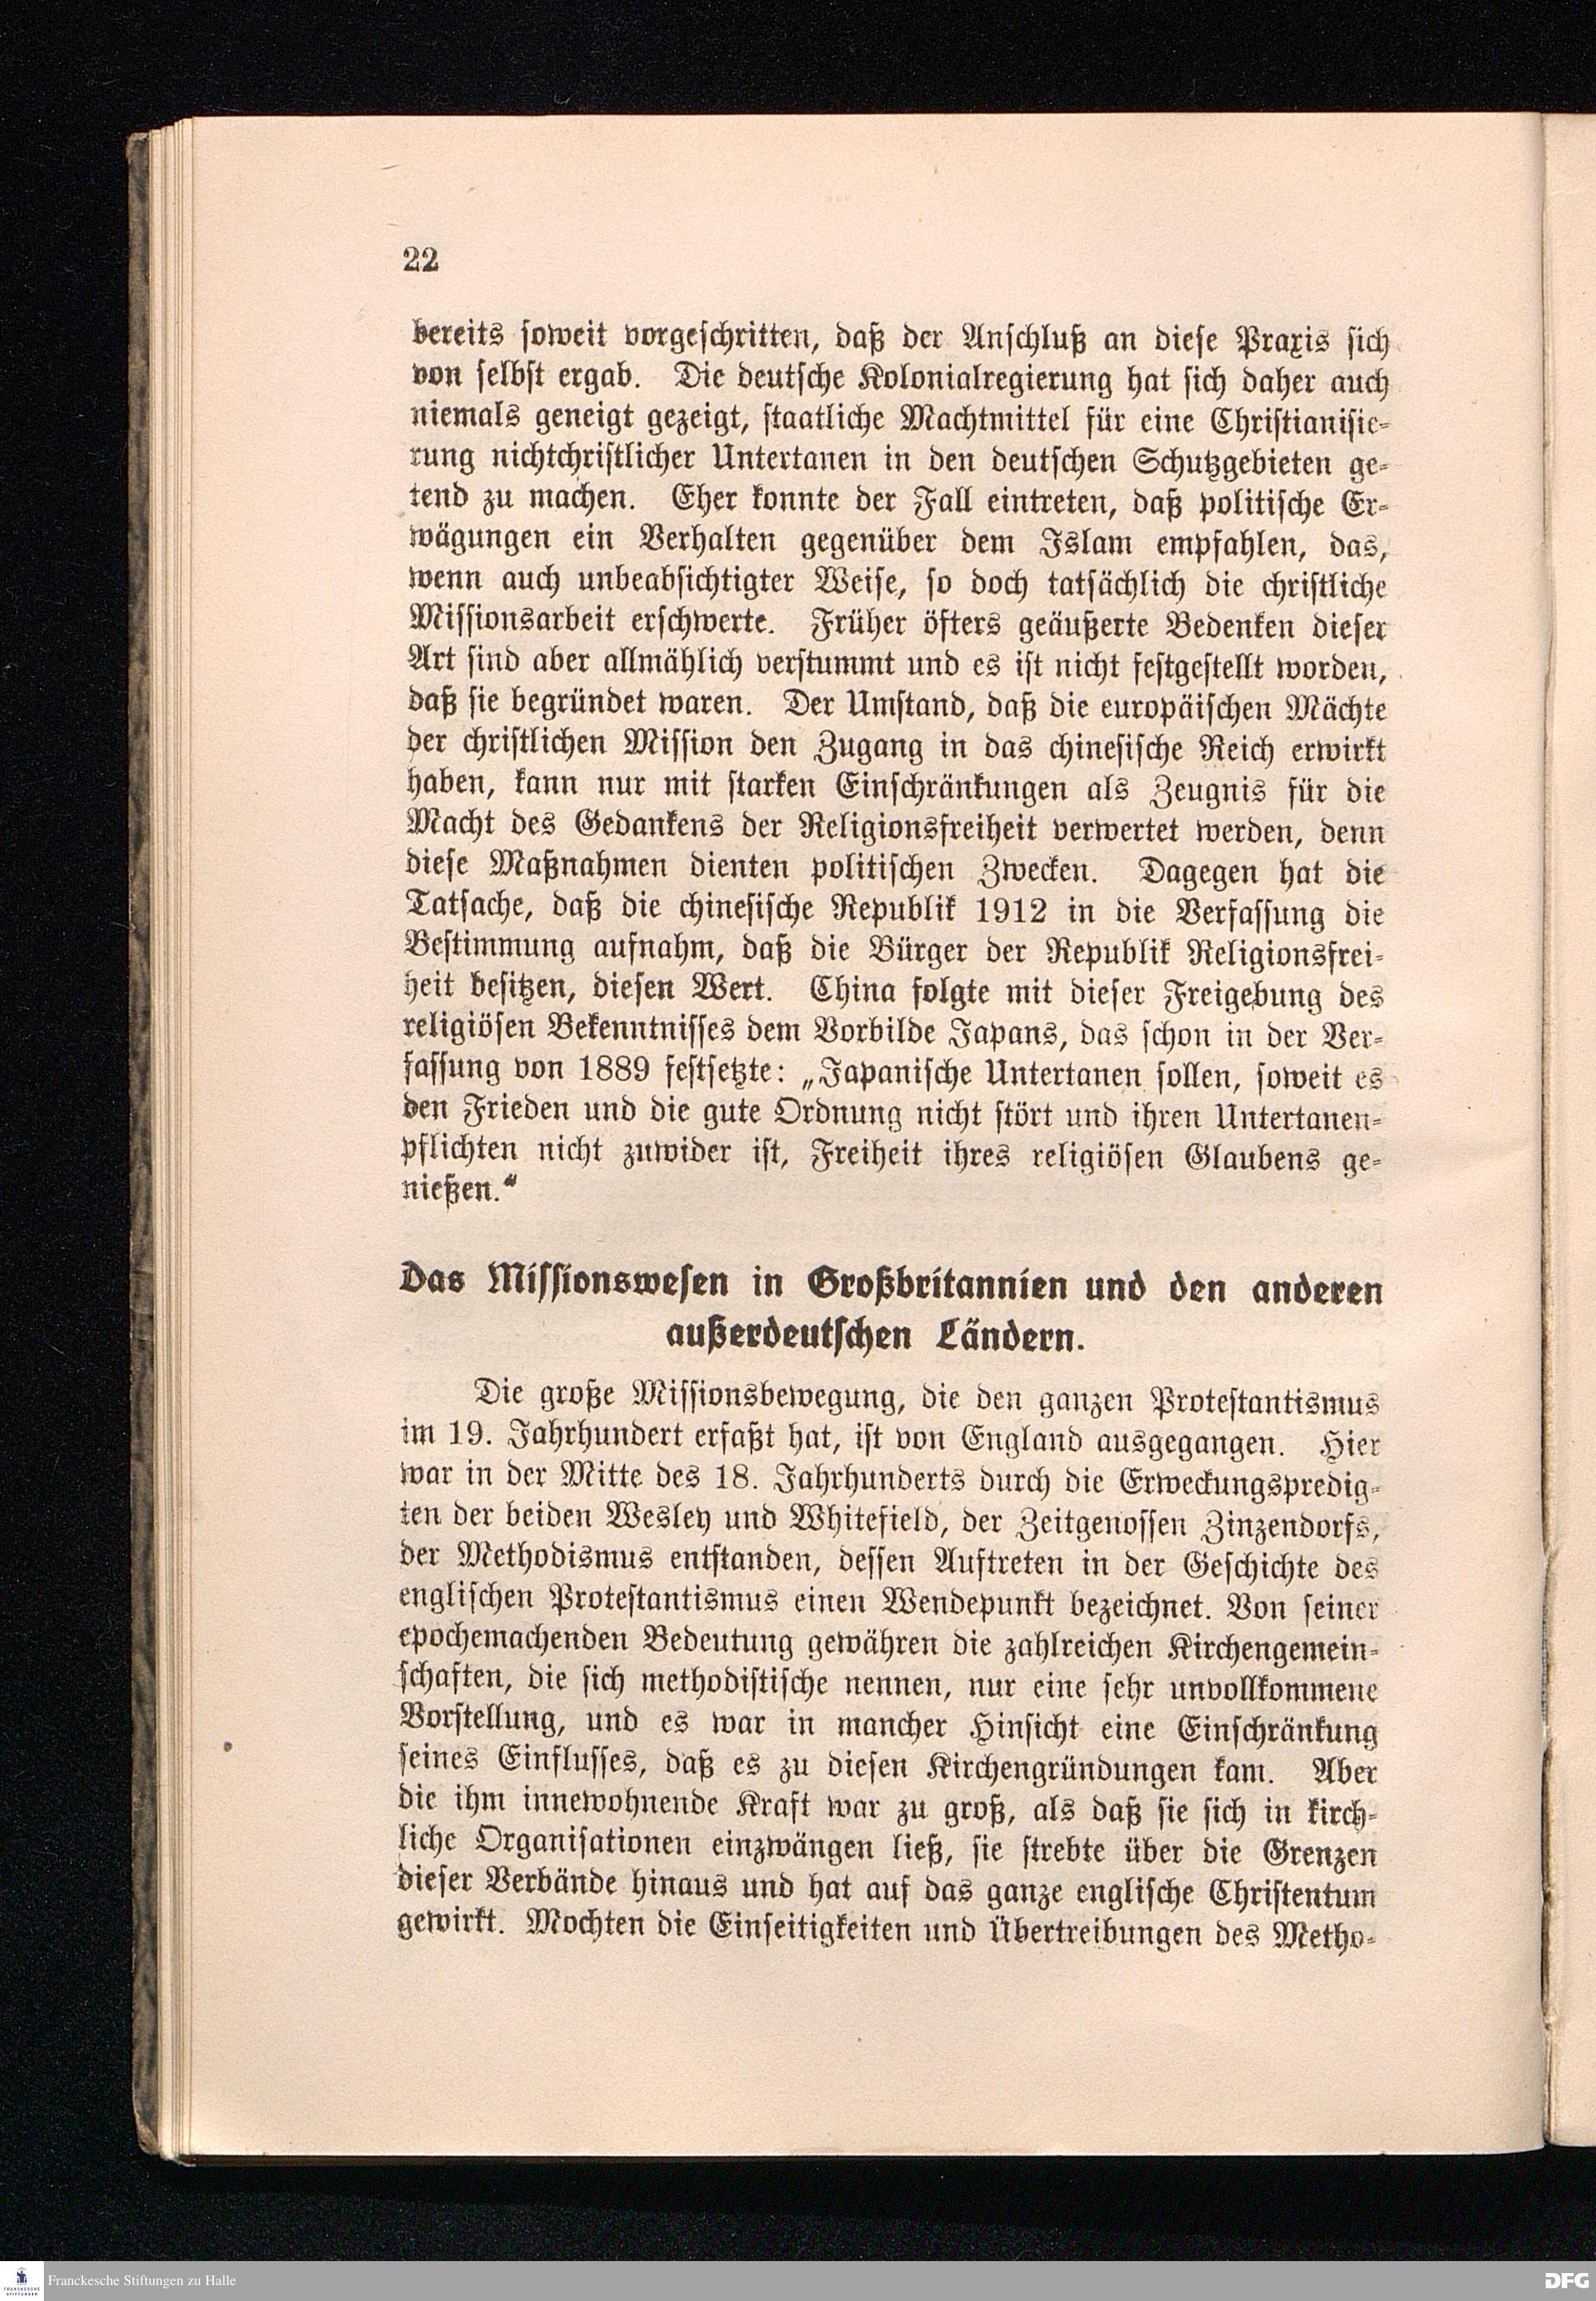 22
bereits soweit vorgeschritten, daß der Anschluß an diese Praxis sich
von selbst ergab. Die deutsche Kolonialregierung hat sich daher auch
niemals geneigt gezeigt, staatliche Machtmittel für eine Christianisie-
rung nichtchristlicher Untertanen in den deutschen Schutzgebieten ge-
tend zu machen. Eher konnte der Fall eintreten, daß politische Er-
wägungen ein Verhalten gegenüber dem Islam empfahlen, das,
wenn auch unbeabsichtigter Weise, so doch tatsächlich die christliche
Missionsarbeit erschwerte. Früher öfters geäußerte Bedenken dieser
Art sind aber allmählich verstummt und es ist nicht festgestellt worden,
daß sie begründet waren. Der Umstand, daß die europäischen Mächte
der christlichen Mission den Zugang in das chinesische Reich erwirkt
haben, kann nur mit starken Einschränkungen als Zeugnis für die
Macht des Gedankens der Religionsfreiheit verwertet werden, denn
diese Maßnahmen dienten politischen Zwecken. Dagegen hat die
Tatsache, daß die chinesische Republik 1912 in die Verfassung die
Bestimmung aufnahm, daß die Bürger der Republik Religionsfrei-
heit besitzen, diesen Wert. China folgte mit dieser Freigebung des
religiösen Bekenntnisses dem Vorbilde Japans, das schon in der Ver-
fassung von 1889 festsetzte: „Japanische Untertanen sollen, soweit es
den Frieden und die gute Ordnung nicht stört und ihren Untertanen-
pflichten nicht zuwider ist, Freiheit ihres religiösen Glaubens ge-
nießen.“
Das Missionswesen in Großbritannien und den anderen
außerdeutschen Ländern.
Die große Missionsbewegung, die den ganzen Protestantismus
im 19. Jahrhundert erfaßt hat, ist von England ausgegangen. Hier
war in der Mitte des 18. Jahrhunderts durch die Erweckungspredig-
ten der beiden Wesley und Whitefield, der Zeitgenossen Zinzendorfs,
der Methodismus entstanden, dessen Auftreten in der Geschichte des
englischen Protestantismus einen Wendepunkt bezeichnet. Von seiner
epochemachenden Bedeutung gewähren die zahlreichen Kirchengemein-
schaften, die sich methodistische nennen, nur eine sehr unvollkommene
Vorstellung, und es war in mancher Hinsicht eine Einschränkung
seines Einflusses, daß es zu diesen Kirchengründungen kam. Aber
die ihm innewohnende Kraft war zu groß, als daß sie sich in kirch-
liche Organisationen einzwängen ließ, sie strebte über die Grenzen
dieser Verbände hinaus und hat auf das ganze englische Christentum
gewirkt. Mochten die Einseitigkeiten und Übertreibungen des Metho-
FRANCKESCHE
STIFTUNGEN
Franckesche Stiftungen zu Halle
DFG